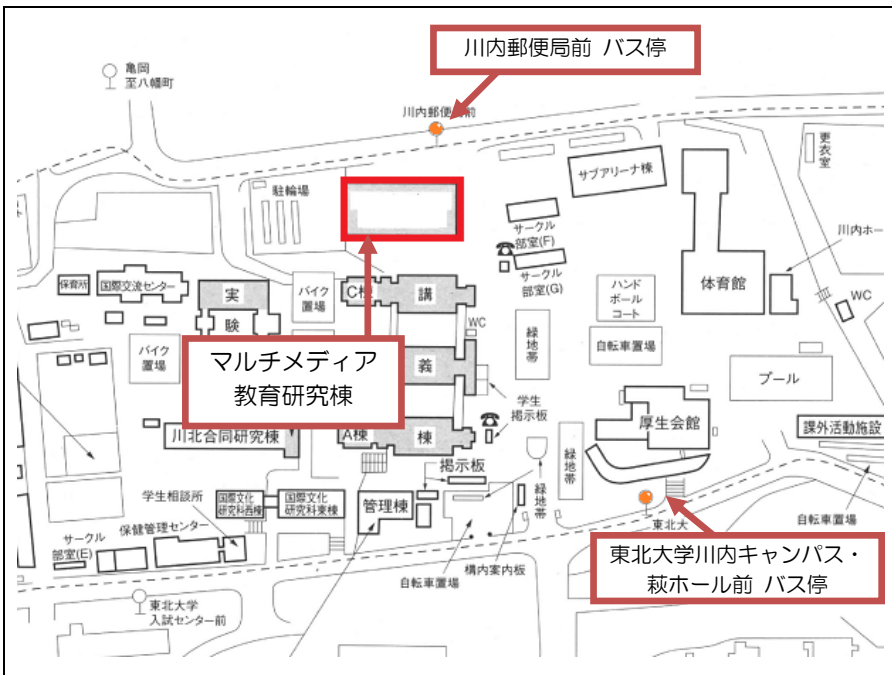 川内郵便局前 バス停
亀岡
至八幡町
川内郵便局前
更衣室
サブアリーナ棟
駐輪場
サークル
部室(F)
川内ホー
サークル
部室(G)
保育所
国際交流センター
実
バイク
置場
C棟
講
ハンド
ボール
コート
体育館
WC
験
WC
緑地帯
自転車置場
バイク
置場
マルチメディア
教育研究棟
義
プール
学生
掲示板
厚生会館
課外活動施設
川北合同研究棟
A棟
棟
掲示板
緑地帯
学生相談所
国際文化
研究科西棟
国際文化
研究科東棟
管理棟
緑地帯
保健管理センター
サークル
部室(E)
東北大
自転車置場
自転車置場
構内案内板
東北大学川内キャンパス・
萩ホール前 バス停
東北大学
入試センター前